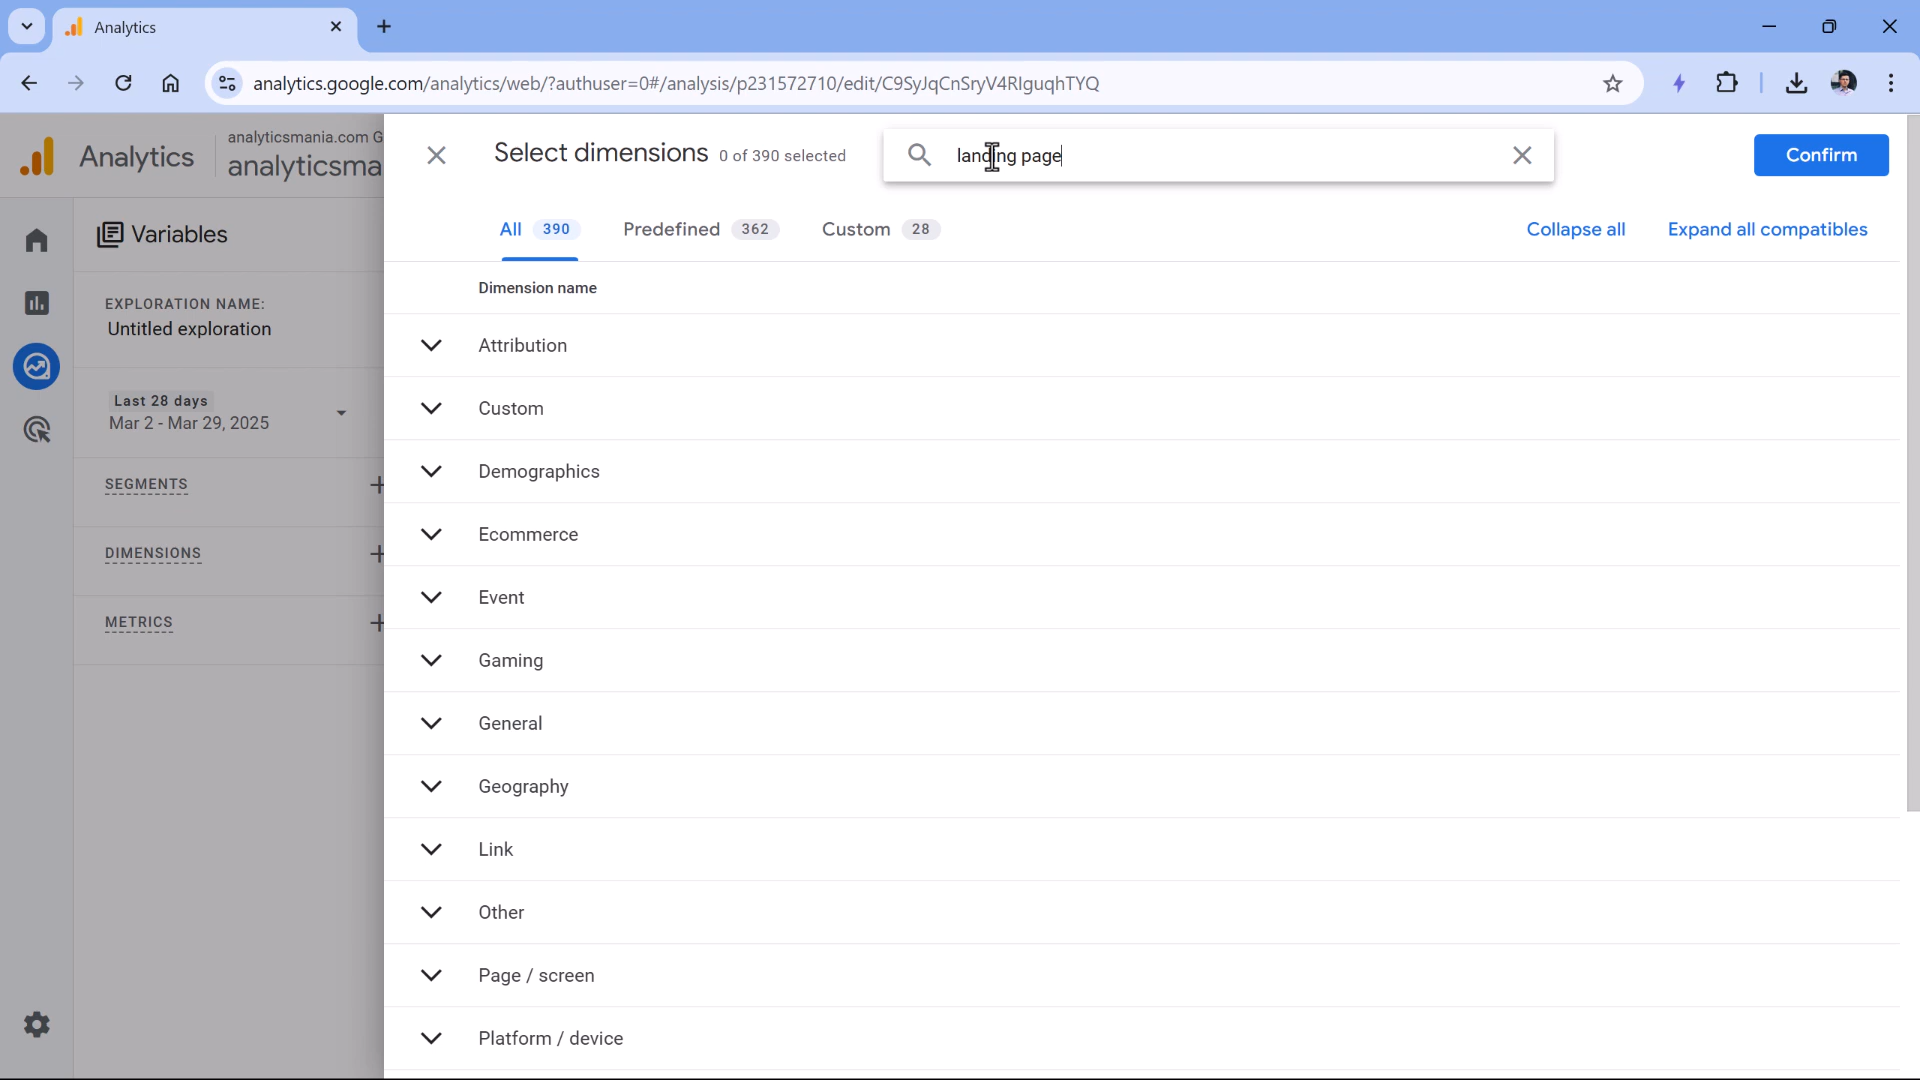 Analytics
analytics.google.com/analytics/web/?authuser=0#/analysis/p231572710/edit/C9SyJqCnSryV4RIguqhTYQ
Analytics
analyticsmania.com G
analyticsma
Select dimensions 0 of 390 selected
landing page
Confirm
Variables
All 390
Predefined 362
Custom 28
Collapse all
Expand all compatibles
EXPLORATION NAME:
Untitled exploration
Last 28 days
Mar 2 - Mar 29, 2025
SEGMENTS
DIMENSIONS
METRICS
Dimension name
Attribution
Custom
Demographics
Ecommerce
Event
Gaming
General
Geography
Link
Other
Page / screen
Platform / device